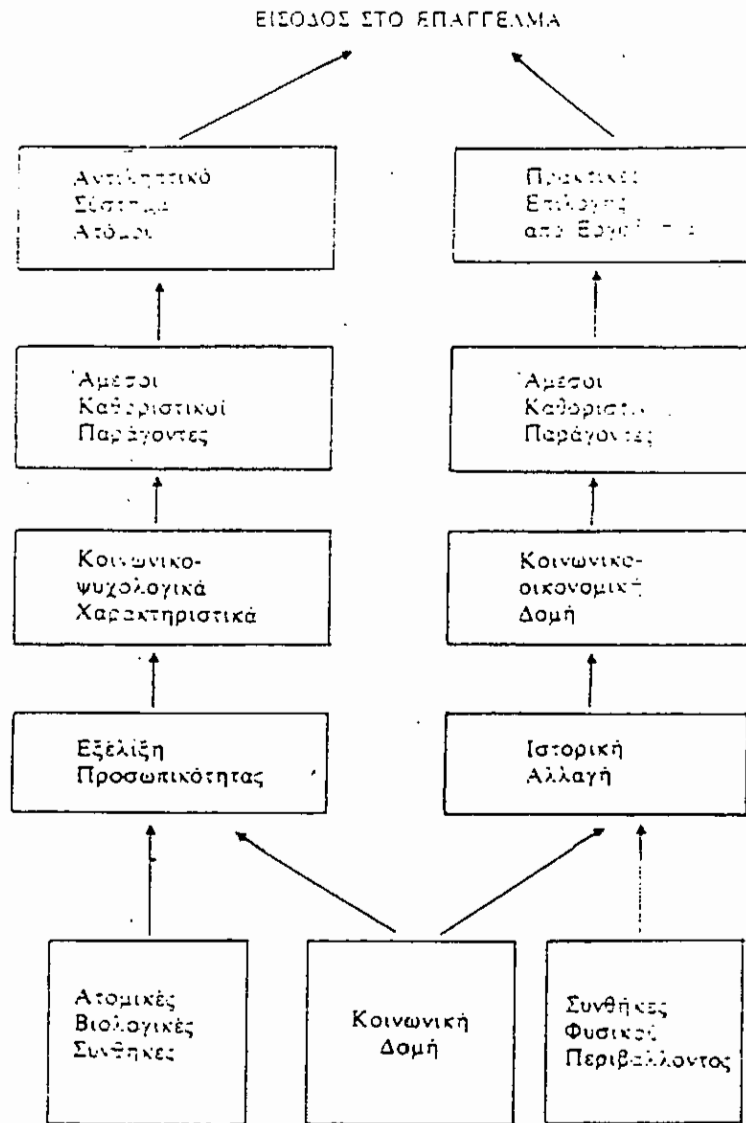 ΕΙΣΟΔΟΣ ΣΤΟ ΕΠΑΓΓΕΛΜΑ
Αντιληπτικό
Σύστημα
Ατόμου
Πρακτικές
Επιλογής
από
Άμεσοι
Καθοριστικοί
Παράγοντες
Άμεσοι
Παράγοντες
Κοινωνικο-
ψυχολογικά
Χαρακτηριστικά
Κοινωνικο-
οικονομική
Δομή
Εξέλιξη
Προσωπικότητας
Ιστορική
Αλλαγή
Ατομικές
Βιολογικές
Συνθήκες
Κοινωνική
Δομή
Συνθήκες
Φυσικού
Περιβάλλοντος